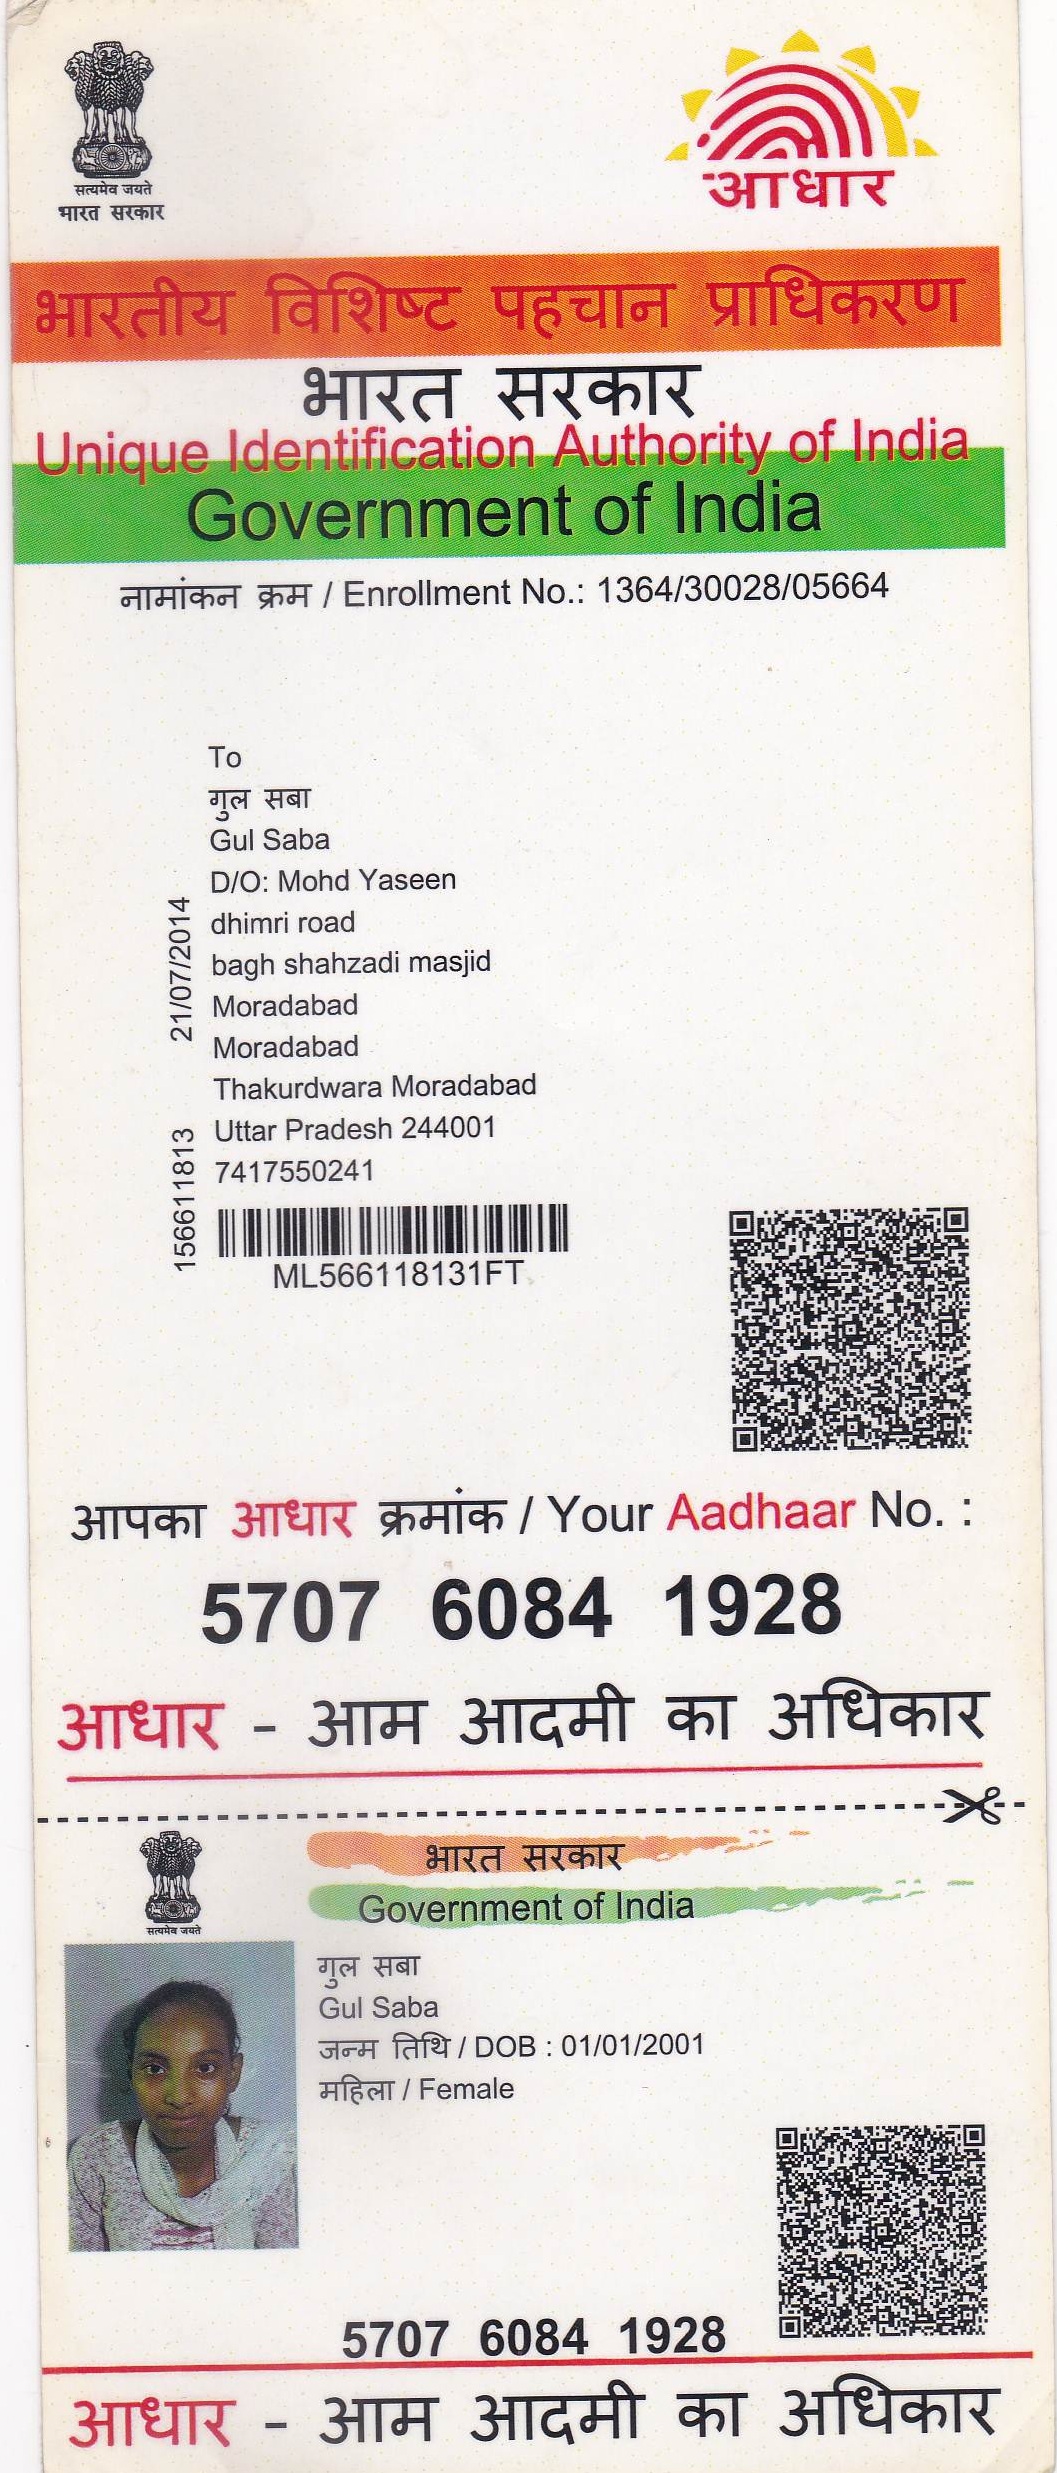 सत्यमेव जयते
भारत सरकार
आधार
भारतीय विशिष्ट पहचान प्राधिकरण
भारत सरकार
Unique Identification Authority of India
Government of India
नामांकन क्रम / Enrollment No.: 1364/30028/05664
To
गुल सबा
Gul Saba
D/O: Mohd Yaseen
dhimri road
bagh shahzadi masjid
Moradabad
Moradabad
Thakurdwara Moradabad
Uttar Pradesh 244001
7417550241
21/07/2014
156611813
ML566118131FT
आपका आधार क्रमांक / Your Aadhaar No. :
5707 6084 1928
आधार - आम आदमी का अधिकार
सत्यमेव जयते
भारत सरकार
Government of India
गुल सबा
Gul Saba
जन्म तिथि / DOB : 01/01/2001
महिला / Female
5707 6084 1928
आधार - आम आदमी का अधिकार